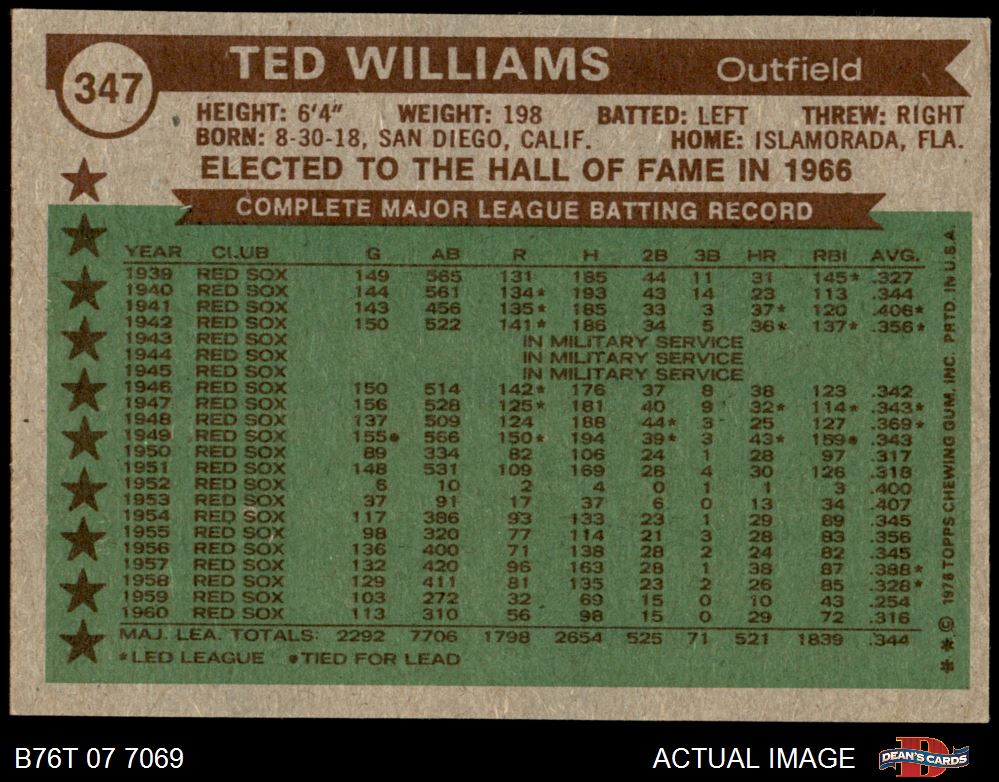 347
TED WILLIAMS Outfield
HEIGHT: 6'4" WEIGHT: 198 BATTED: LEFT THREW: RIGHT
BORN: 8-30-18, SAN DIEGO, CALIF. HOME: ISLAMORADA, FLA.
ELECTED TO THE HALL OF FAME IN 1966
COMPLETE MAJOR LEAGUE BATTING RECORD
YEAR CLUB G AB R H 2B 3B HR RBI AVG.
1939 RED SOX 149 565 131 185 44 11 31 145* .327
1940 RED SOX 144 561 134* 193 43 14 23 113 .344
1941 RED SOX 143 456 135* 185 33 3 37* 120 .406*
1942 RED SOX 150 522 141* 186 34 5 36* 137* .356*
1943 RED SOX IN MILITARY SERVICE
1944 RED SOX IN MILITARY SERVICE
1945 RED SOX IN MILITARY SERVICE
1946 RED SOX 150 514 142* 176 37 8 38 123 .342
1947 RED SOX 156 528 125* 181 40 9 32* 114* .343*
1948 RED SOX 137 509 124 188 44* 3 25 127 .369*
1949 RED SOX 155● 566 150* 194 39* 3 43* 159● .343
1950 RED SOX 89 334 82 106 24 1 28 97 .317
1951 RED SOX 148 531 109 169 28 4 30 126 .318
1952 RED SOX 6 10 2 4 0 1 1 3 .400
1953 RED SOX 37 91 17 37 6 0 13 34 .407
1954 RED SOX 117 386 93 133 23 1 29 89 .345
1955 RED SOX 98 320 77 114 21 3 28 83 .356
1956 RED SOX 136 400 71 138 28 2 24 82 .345
1957 RED SOX 132 420 96 163 28 1 38 87 .388*
1958 RED SOX 129 411 81 135 23 2 26 85 .328*
1959 RED SOX 103 272 32 69 15 0 10 43 .254
1960 RED SOX 113 310 56 98 15 0 29 72 .316
MAJ. LEA. TOTALS: 2292 7706 1798 2654 525 71 521 1839 .344
*LED LEAGUE ●TIED FOR LEAD
** © 1976 TOPPS CHEWING GUM, INC. PRTD. IN U.S.A.
B76T 07 7069 ACTUAL IMAGE DEAN'S CARDS